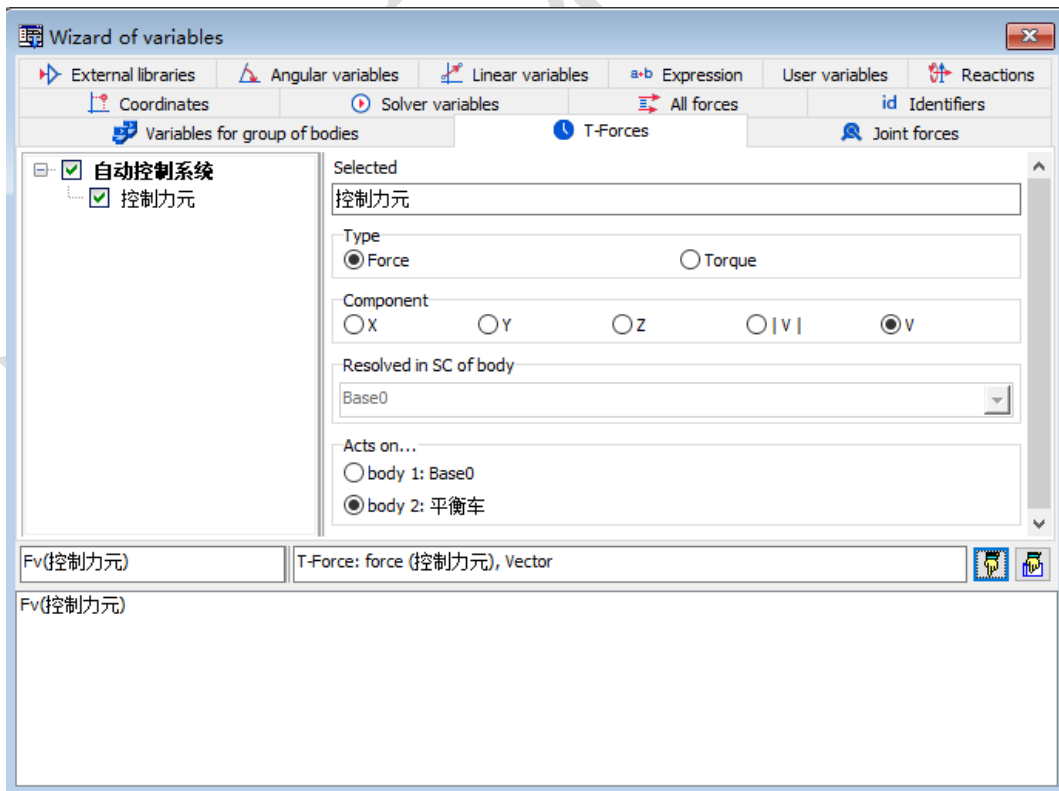 Wizard of variables
External libraries Angular variables Linear variables a+b Expression User variables Reactions
Coordinates Solver variables All forces id Identifiers
Variables for group of bodies T-Forces Joint forces
自动控制系统
控制力元
Selected
控制力元
Type
Force Torque
Component
X Y Z |V| V
Resolved in SC of body
Base0
Acts on...
body 1: Base0
body 2: 平衡车
Fv(控制力元) T-Force: force (控制力元), Vector
Fv(控制力元)